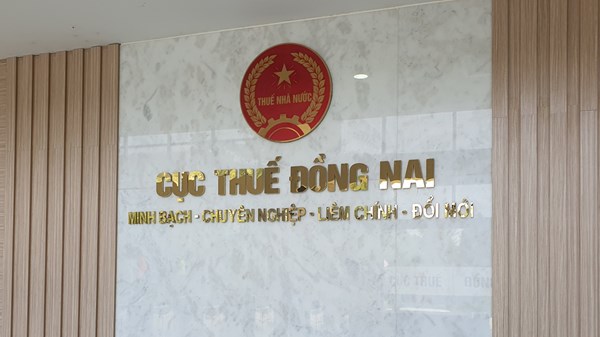 THUẾ NHÀ NƯỚC
CỤC THUẾ ĐỒNG NAI
MINH BẠCH - CHUYÊN NGHIỆP - LIÊM CHÍNH - ĐỔI MỚI